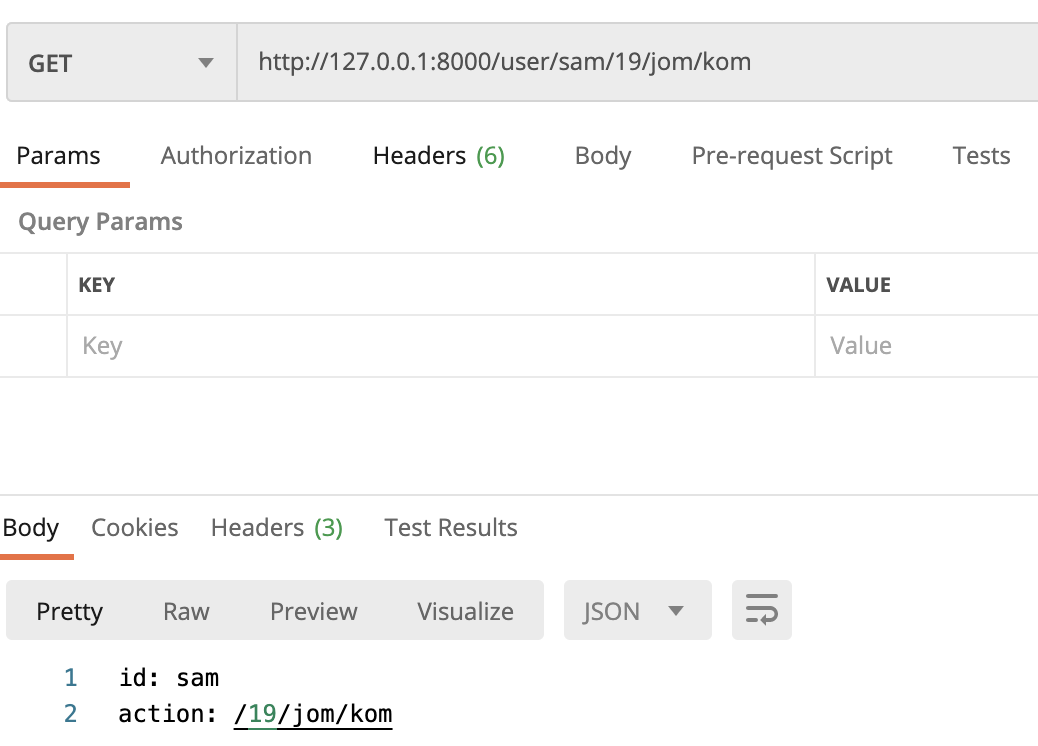 GET http://127.0.0.1:8000/user/sam/19/jom/kom
Params Authorization Headers (6) Body Pre-request Script Tests
Query Params
KEY VALUE
Key Value
Body Cookies Headers (3) Test Results
Pretty Raw Preview Visualize JSON
1 id: sam
2 action: /19/jom/kom